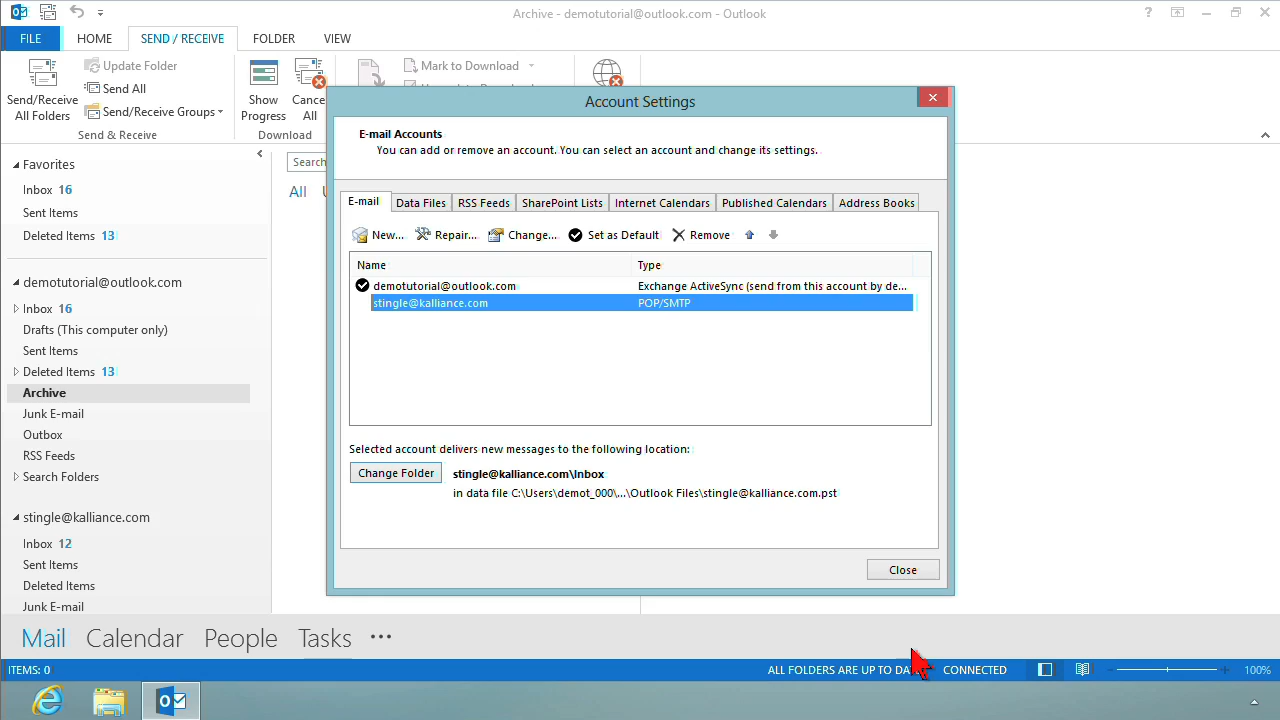 Archive - demotutorial@outlook.com - Outlook
?
FILE HOME SEND / RECEIVE FOLDER VIEW
Send/Receive All Folders
Update Folder
Send All
Send/Receive Groups
Send & Receive
Show Progress
Cance All
Download
Mark to Download
Account Settings
E-mail Accounts
You can add or remove an account. You can select an account and change its settings.
E-mail Data Files RSS Feeds SharePoint Lists Internet Calendars Published Calendars Address Books
New... Repair... Change... Set as Default Remove
Name Type
demotutorial@outlook.com Exchange ActiveSync (send from this account by de...
stingle@kalliance.com POP/SMTP
Selected account delivers new messages to the following location:
Change Folder stingle@kalliance.com\Inbox
in data file C:\Users\demot_000\...\Outlook Files\stingle@kalliance.com.pst
Close
Favorites
Inbox 16
Sent Items
Deleted Items 13
demotutorial@outlook.com
Inbox 16
Drafts (This computer only)
Sent Items
Deleted Items 13
Archive
Junk E-mail
Outbox
RSS Feeds
Search Folders
stingle@kalliance.com
Inbox 12
Sent Items
Deleted Items
Junk E-mail
Search
All
Mail Calendar People Tasks •••
ITEMS: 0 ALL FOLDERS ARE UP TO DA CONNECTED 100%